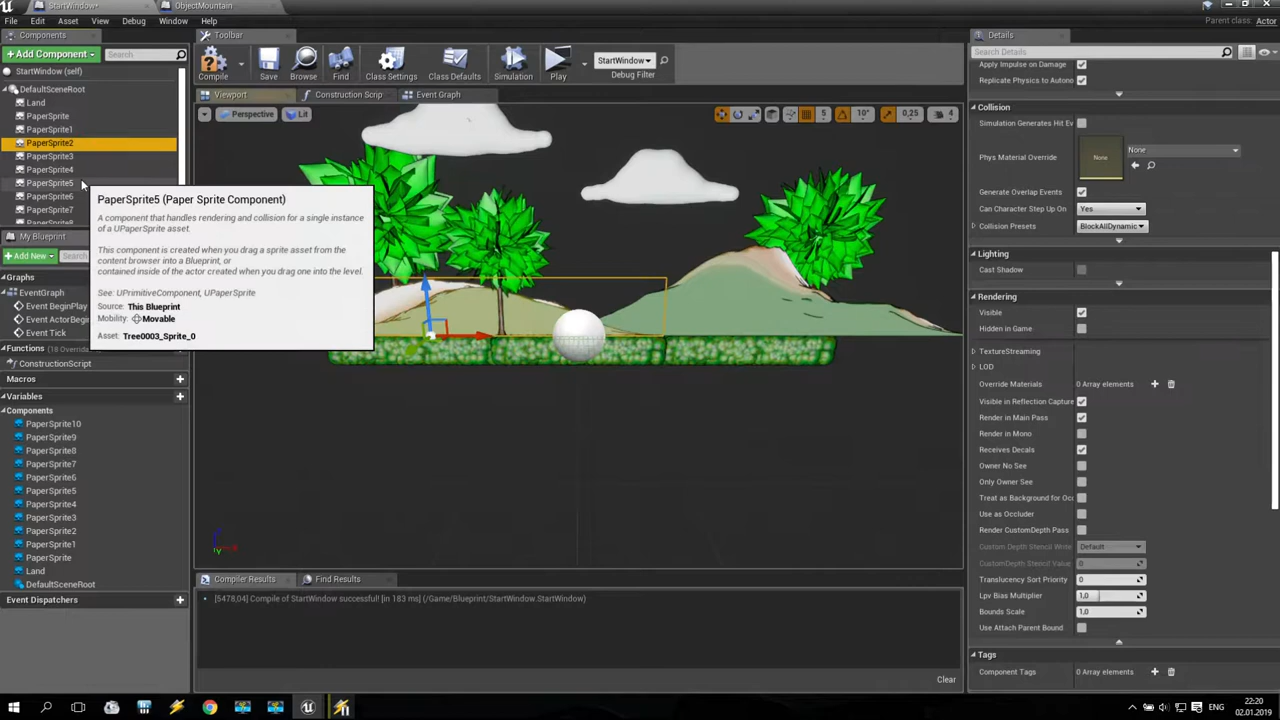 StartWindow*
ObjectMountain
Parent class: Actor
File Edit Asset View Debug Window Help
Components
+Add Component
Search
StartWindow (self)
DefaultSceneRoot
Land
PaperSprite
PaperSprite1
PaperSprite2
PaperSprite3
PaperSprite4
PaperSprite5
PaperSprite6
PaperSprite7
PaperSprite8
My Blueprint
+Add New
Search
Graphs
EventGraph
Event BeginPlay
Event ActorBegin
Event Tick
Functions (18 Overrid
ConstructionScript
Macros
Variables
Components
PaperSprite10
PaperSprite9
PaperSprite8
PaperSprite7
PaperSprite6
PaperSprite5
PaperSprite4
PaperSprite3
PaperSprite2
PaperSprite1
PaperSprite
Land
DefaultSceneRoot
Event Dispatchers
PaperSprite5 (Paper Sprite Component)
A component that handles rendering and collision for a single instance
of a UPaperSprite asset.
This component is created when you drag a sprite asset from the
content browser into a Blueprint, or
contained inside of the actor created when you drag one into the level.
See: UPrimitiveComponent, UPaperSprite
Source: This Blueprint
Mobility: Movable
Asset: Tree0003_Sprite_0
Toolbar
Compile Save Browse Find Class Settings Class Defaults Simulation Play
StartWindow
Debug Filter
Viewport
Construction Scrip
Event Graph
Perspective Lit
5 10° 0,25 4
Compiler Results
Find Results
[5478,04] Compile of StartWindow successful! [in 183 ms] (/Game/Blueprint/StartWindow.StartWindow)
Clear
Details
Search Details
Apply Impulse on Damage
Replicate Physics to Autono
Collision
Simulation Generates Hit Ev
Phys Material Override None None
Generate Overlap Events
Can Character Step Up On Yes
Collision Presets BlockAllDynamic
Lighting
Cast Shadow
Rendering
Visible
Hidden in Game
TextureStreaming
LOD
Override Materials 0 Array elements
Visible in Reflection Capture
Render in Main Pass
Render in Mono
Receives Decals
Owner No See
Only Owner See
Treat as Background for Occ
Use as Occluder
Render CustomDepth Pass
Custom Depth Stencil Write Default
CustomDepth Stencil Value 0
Translucency Sort Priority 0
Lpv Bias Multiplier 1,0
Bounds Scale 1,0
Use Attach Parent Bound
Tags
Component Tags 0 Array elements
ENG
22:20
02.01.2019